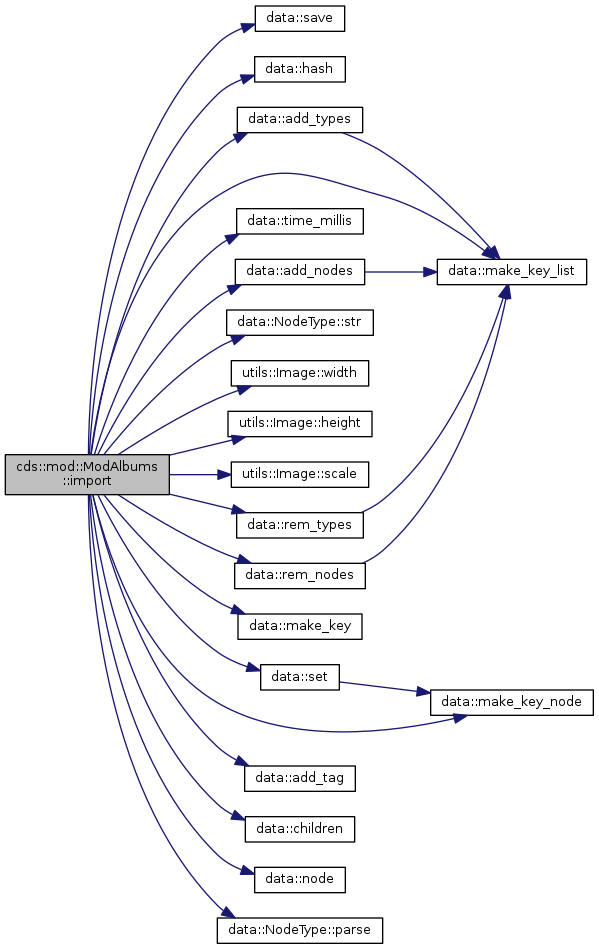 data::save
data::hash
data::add_types
data::time_millis
data::add_nodes
data::make_key_list
data::NodeType::str
utils::Image::width
utils::Image::height
cds::mod::ModAlbums
::import
utils::Image::scale
data::rem_types
data::rem_nodes
data::make_key
data::set
data::make_key_node
data::add_tag
data::children
data::node
data::NodeType::parse